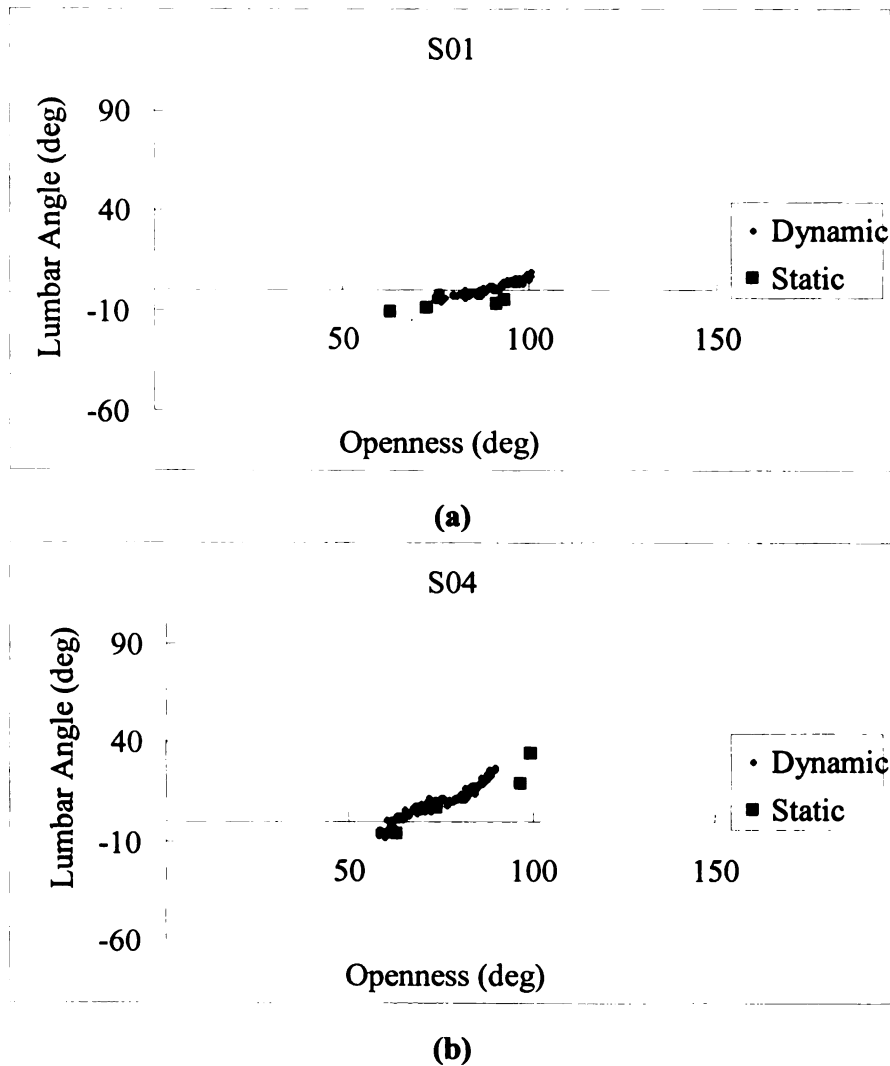 S01
Lumbar Angle (deg)
90
40
-10
-60
50
100
150
Openness (deg)
Dynamic
Static
(a)
S04
Lumbar Angle (deg)
90
40
-10
-60
50
100
150
Openness (deg)
Dynamic
Static
(b)